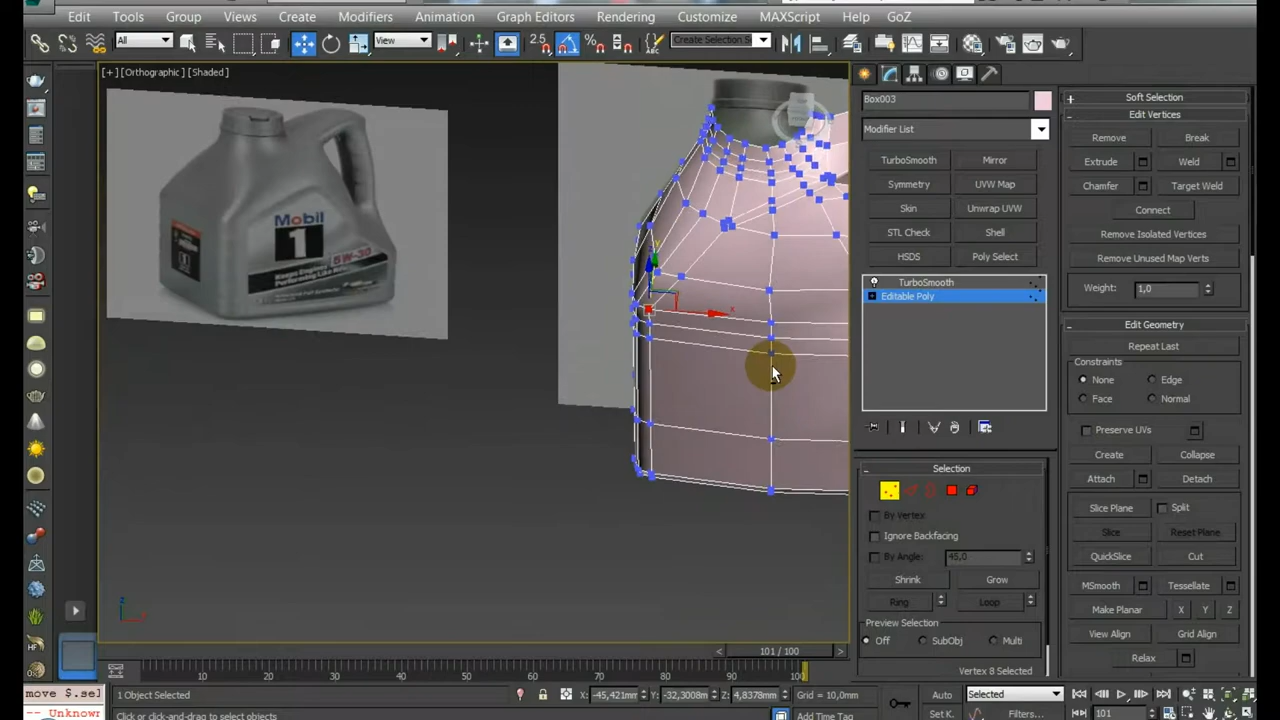 Edit Tools Group Views Create Modifiers Animation Graph Editors Rendering Customize MAXScript Help GoZ
All View 2.5 Create Selection Se
[+] [Orthographic] [Shaded]
Mobil
1
5W-30
z
x
y
z
Box003
Modifier List
TurboSmooth Mirror
Symmetry UVW Map
Skin Unwrap UVW
STL Check Shell
HSDS Poly Select
TurboSmooth
Editable Poly
Selection
By Vertex
Ignore Backfacing
By Angle: 45,0
Shrink Grow
Ring Loop
Preview Selection
Off SubObj Multi
Vertex 8 Selected
Soft Selection
Edit Vertices
Remove Break
Extrude Weld
Chamfer Target Weld
Connect
Remove Isolated Vertices
Remove Unused Map Verts
Weight: 1,0
Edit Geometry
Repeat Last
Constraints
None Edge
Face Normal
Preserve UVs
Create Collapse
Attach Detach
Slice Plane Split
Slice Reset Plane
QuickSlice Cut
MSmooth Tessellate
Make Planar X Y Z
View Align Grid Align
Relax
< 101 / 100 >
10 20 30 40 50 60 70 80 90 100
move $.sel 1 Object Selected X: -45,421mm Y: -32,3008m Z: 4,8378mm Grid = 10,0mm Auto Selected
-- Unknown Click or click-and-drag to select objects Add Time Tag Set K. Filters... 101